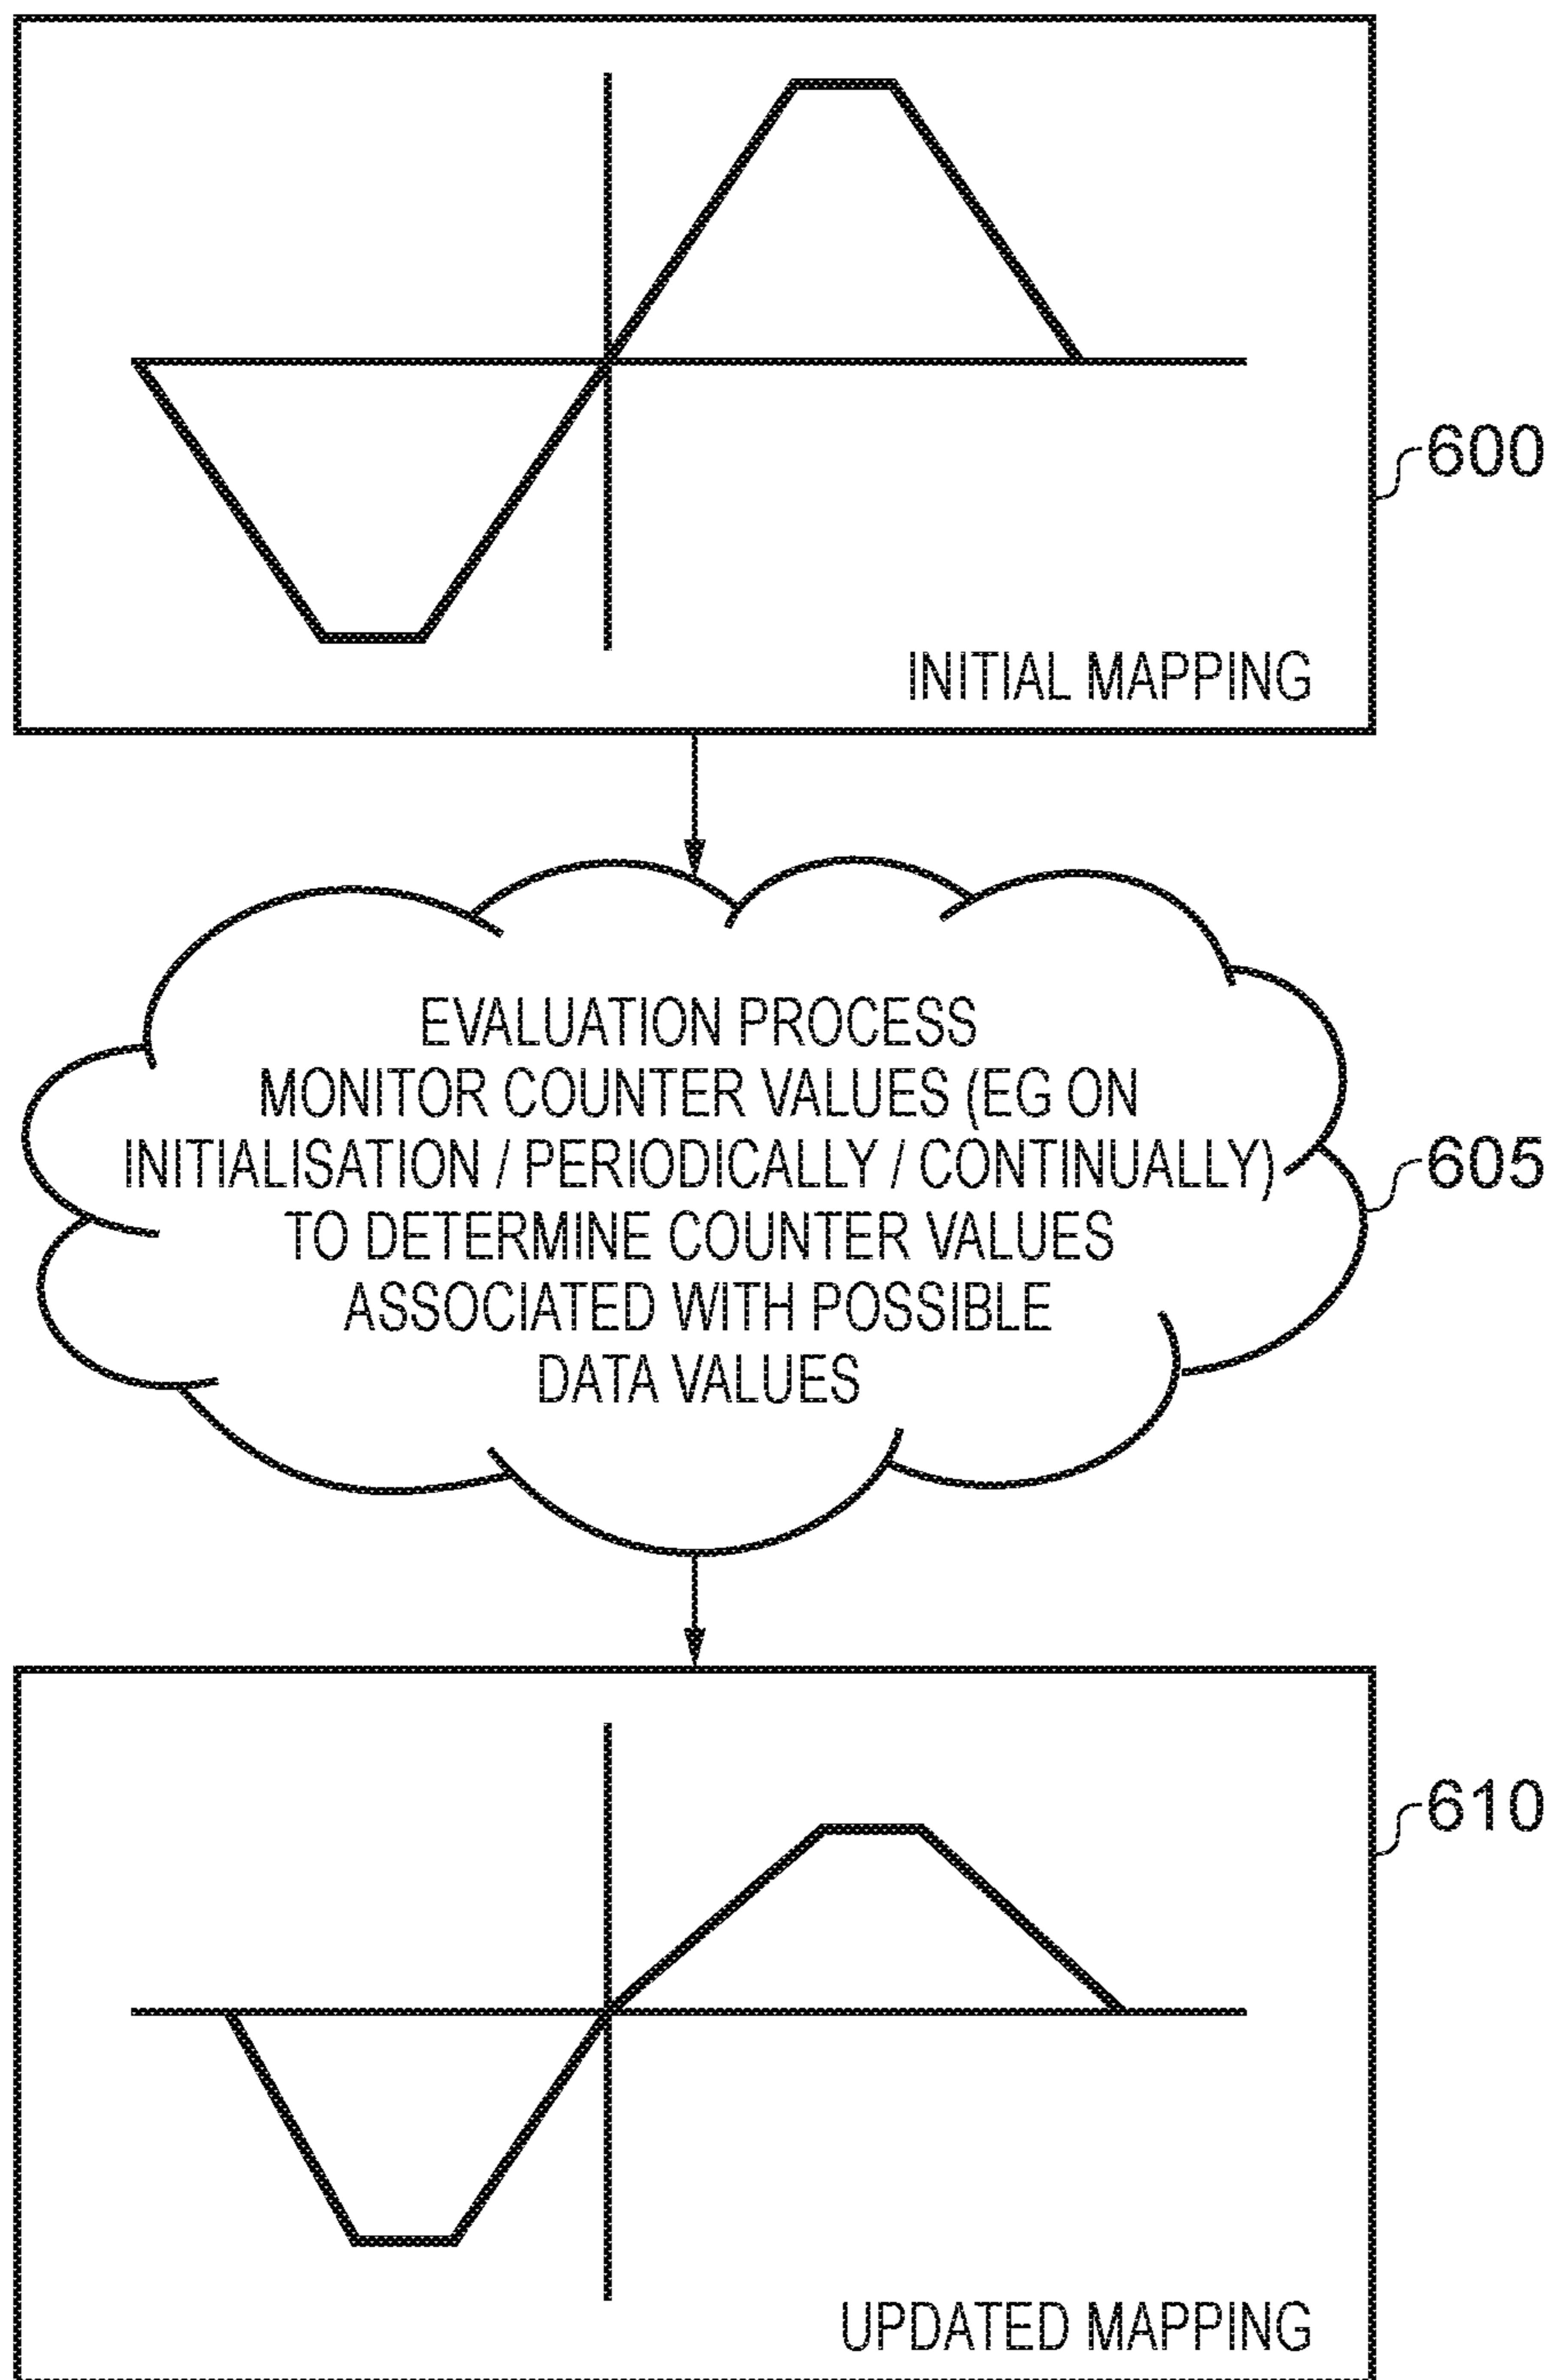 600
INITIAL MAPPING
EVALUATION PROCESS
MONITOR COUNTER VALUES (EG ON
INITIALISATION / PERIODICALLY / CONTINUALLY)
TO DETERMINE COUNTER VALUES
ASSOCIATED WITH POSSIBLE
DATA VALUES
605
610
UPDATED MAPPING